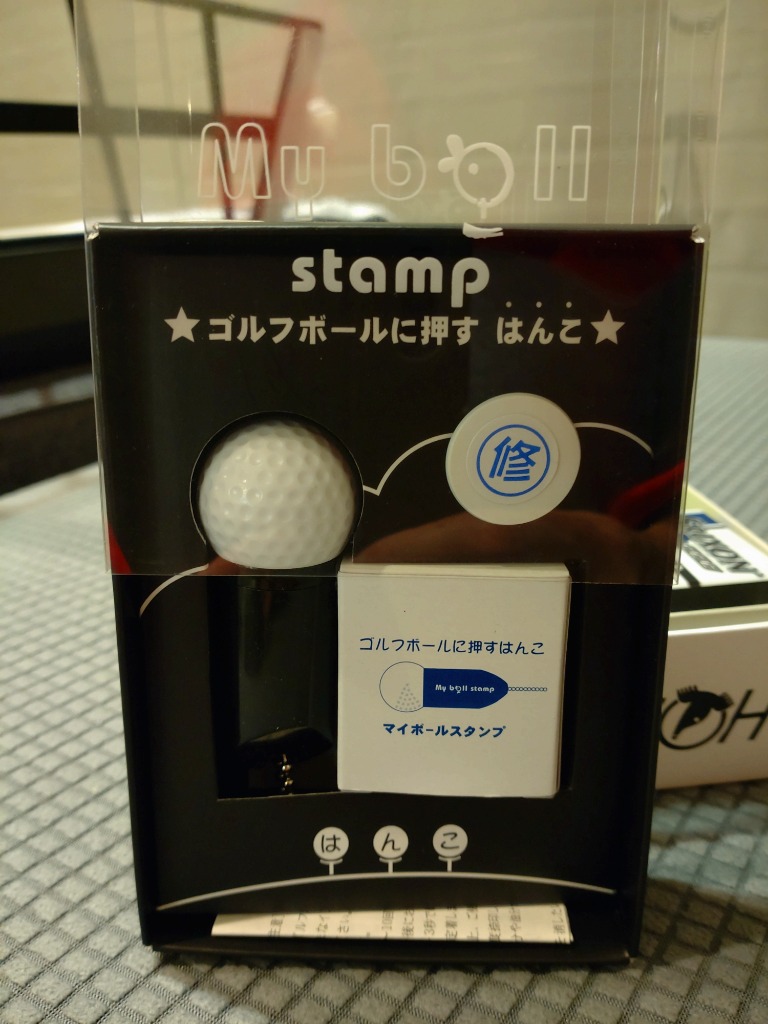 My ball
stamp
★ゴルフボールに押す はんこ★
修
ゴルフボールに押すはんこ
My ball stamp
マイボールスタンプ
はんこ